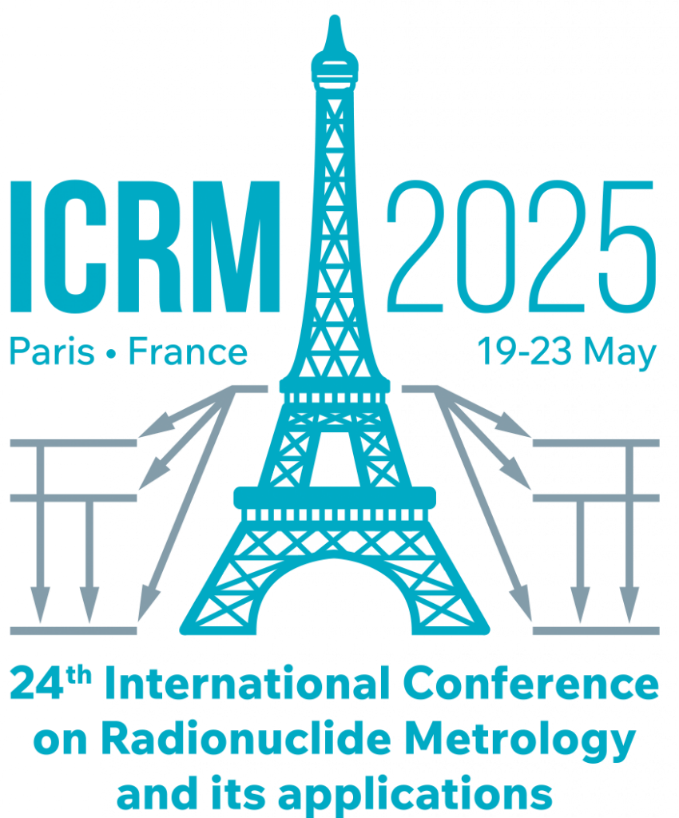 ICRM 2025
Paris • France 19-23 May
24th International Conference
on Radionuclide Metrology
and its applications